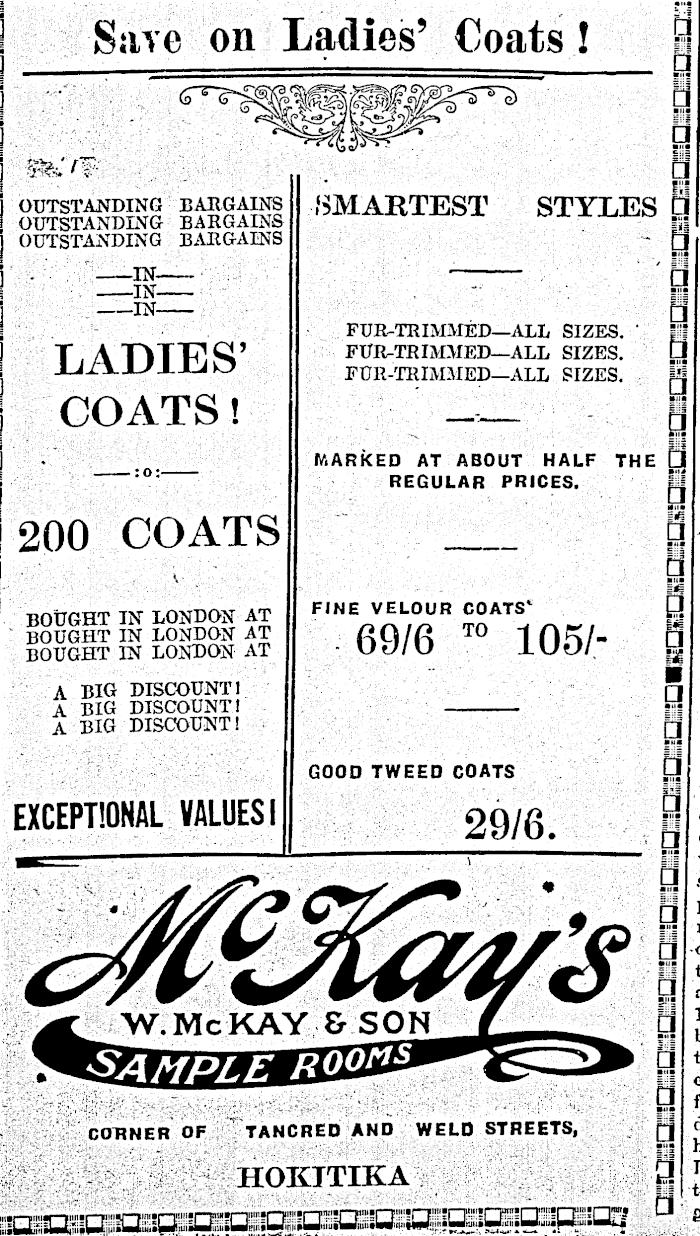 Save on Ladies' Coats!
OUTSTANDING BARGAINS
OUTSTANDING BARGAINS
OUTSTANDING BARGAINS
——IN——
——IN——
——IN——
LADIES'
COATS!
——:o:——
200 COATS
BOUGHT IN LONDON AT
BOUGHT IN LONDON AT
BOUGHT IN LONDON AT
A BIG DISCOUNT!
A BIG DISCOUNT!
A BIG DISCOUNT!
EXCEPTIONAL VALUES!
SMARTEST STYLES
FUR-TRIMMED—ALL SIZES.
FUR-TRIMMED—ALL SIZES.
FUR-TRIMMED—ALL SIZES.
MARKED AT ABOUT HALF THE
REGULAR PRICES.
FINE VELOUR COATS
69/6 TO 105/-
GOOD TWEED COATS
29/6.
McKay's
W. McKAY & SON
SAMPLE ROOMS
CORNER OF TANCRED AND WELD STREETS,
HOKITIKA